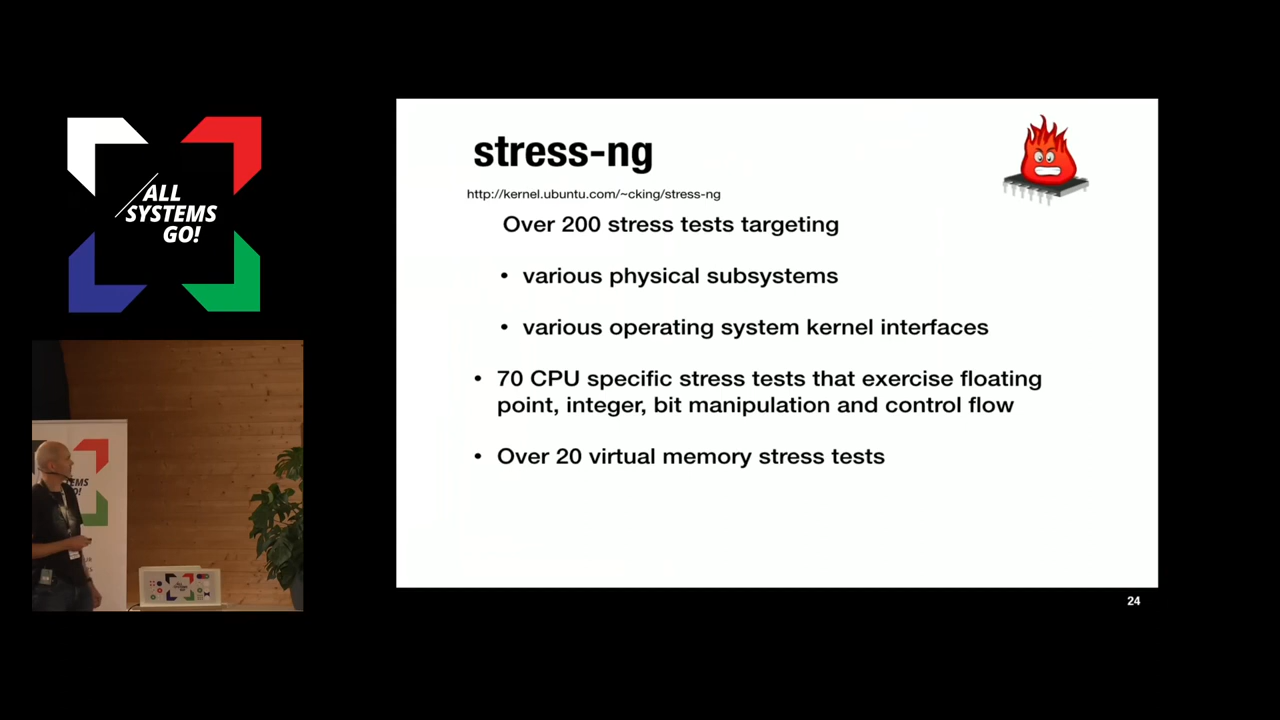 ALL
SYSTEMS
GO!
stress-ng
http://kernel.ubuntu.com/~cking/stress-ng
Over 200 stress tests targeting
• various physical subsystems
• various operating system kernel interfaces
• 70 CPU specific stress tests that exercise floating
point, integer, bit manipulation and control flow
• Over 20 virtual memory stress tests
24